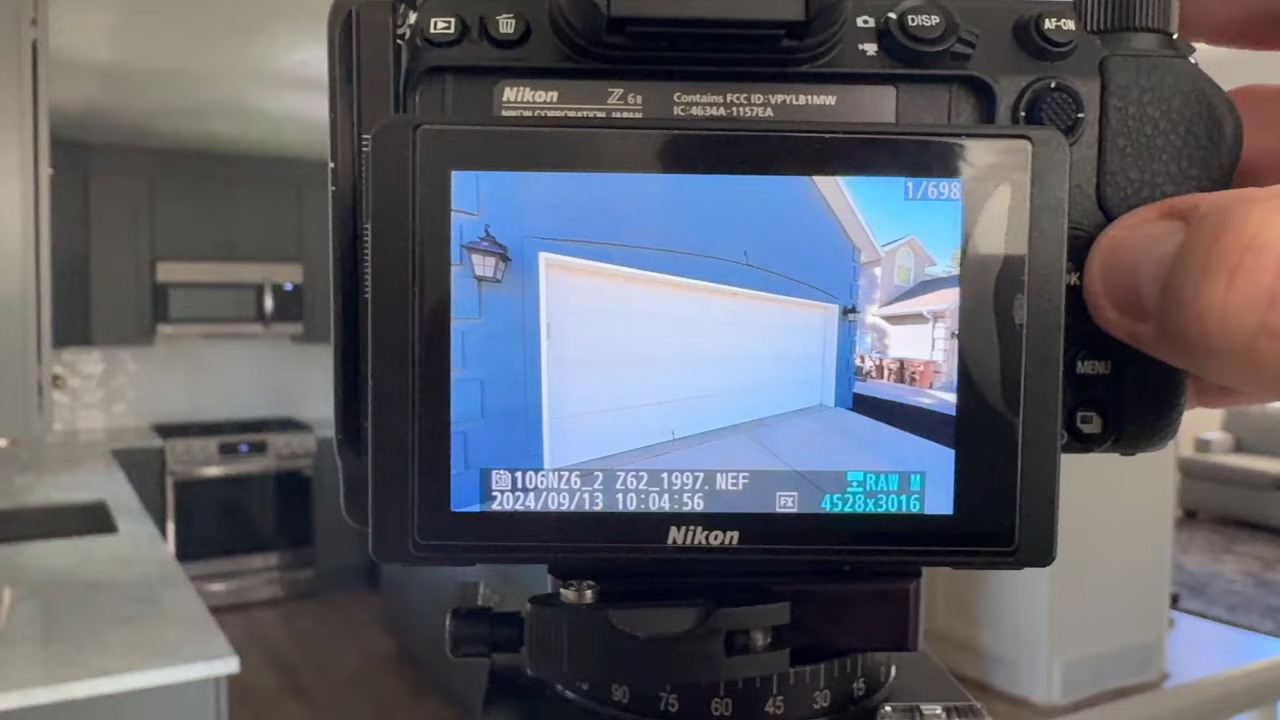 DISP
AF-ON
Nikon Z 6II
Contains FCC ID:VPYLB1MW
NIKON CORPORATION JAPAN
IC:4634A-1157EA
1/698
OK
MENU
106NZ6_2 Z62_1997.NEF
RAW M
2024/09/13 10:04:56
FX
4528x3016
Nikon
90 75 60 45 30 15